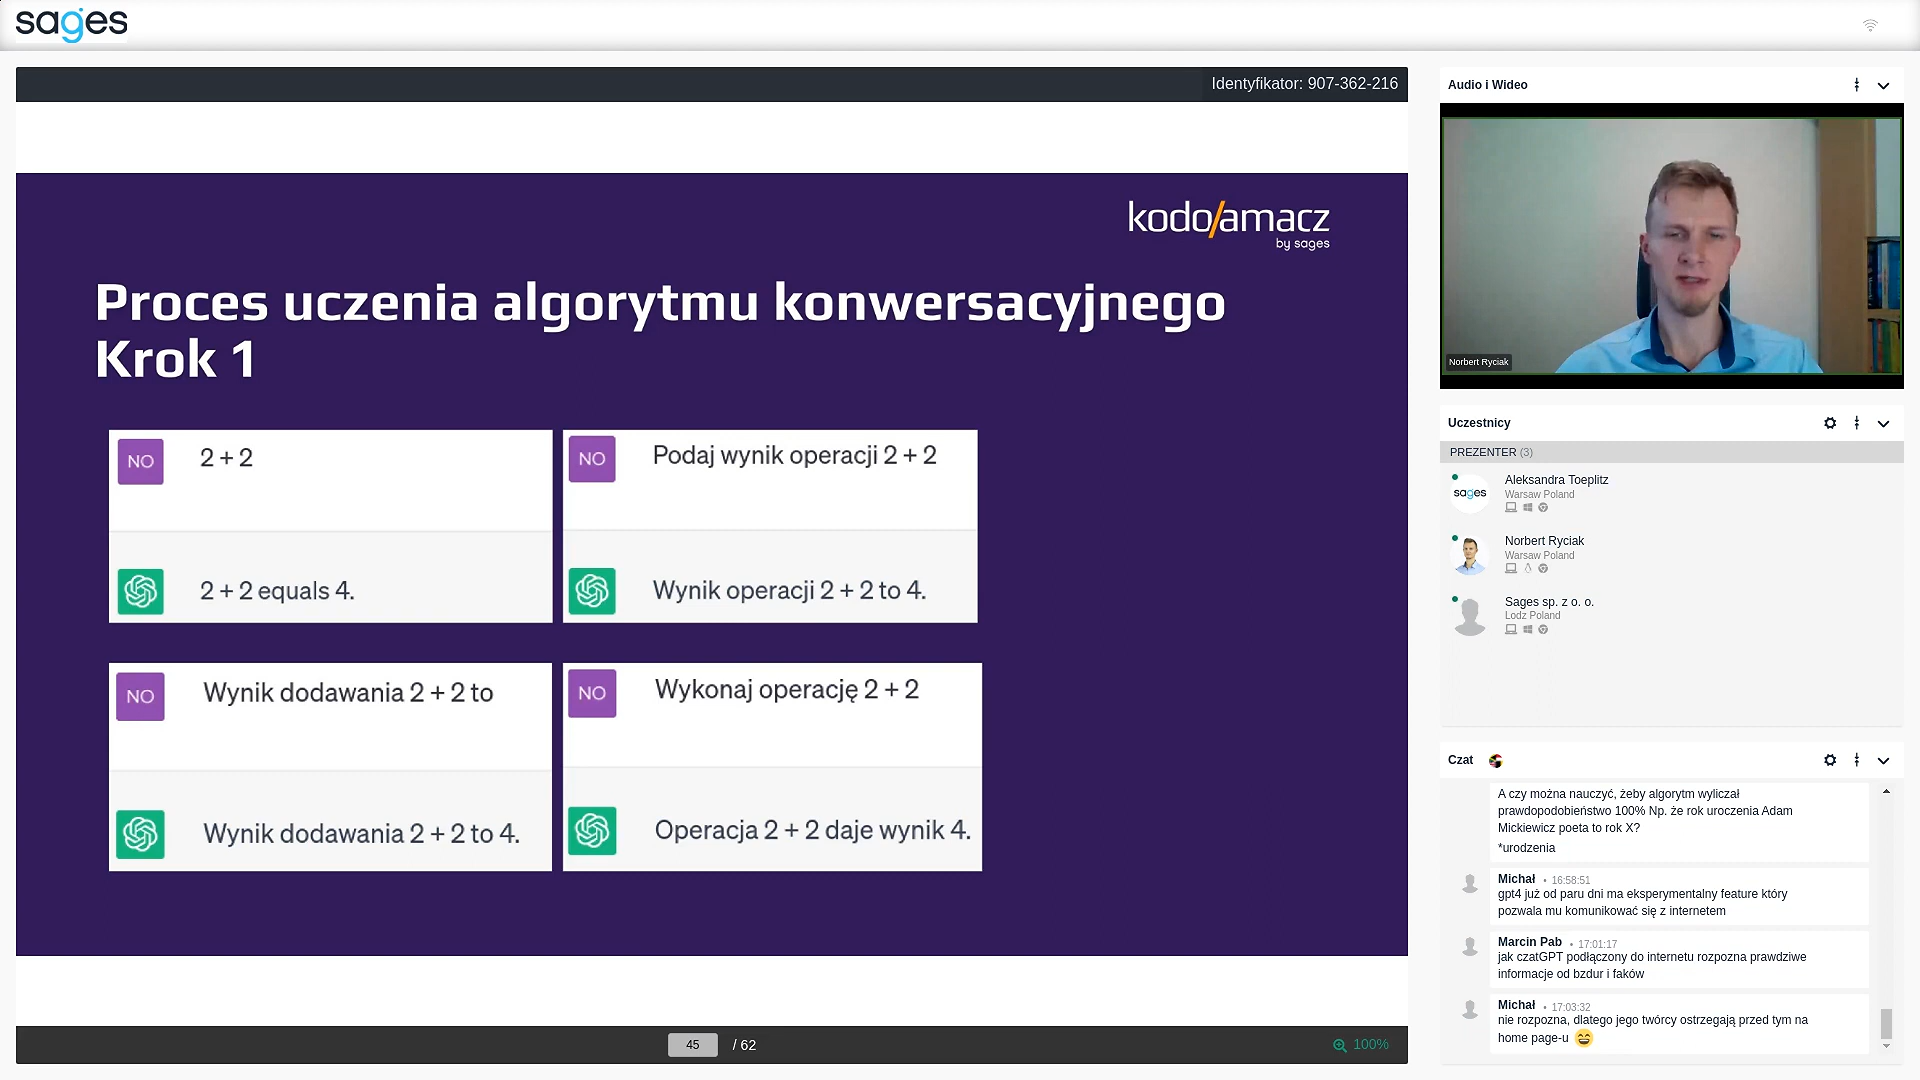 sages
Identyfikator: 907-362-216
kodo/amacz
by sages
Proces uczenia algorytmu konwersacyjnego
Krok 1
NO
2 + 2
2 + 2 equals 4.
NO
Podaj wynik operacji 2 + 2
Wynik operacji 2 + 2 to 4.
NO
Wynik dodawania 2 + 2 to
Wynik dodawania 2 + 2 to 4.
NO
Wykonaj operację 2 + 2
Operacja 2 + 2 daje wynik 4.
45 / 62
100%
Audio i Wideo
Norbert Ryciak
Uczestnicy
PREZENTER (3)
sages
Aleksandra Toeplitz
Warsaw Poland
Norbert Ryciak
Warsaw Poland
Sages sp. z o. o.
Lodz Poland
Czat
A czy można nauczyć, żeby algorytm wyliczał
prawdopodobieństwo 100% Np. że rok uroczenia Adam
Mickiewicz poeta to rok X?
*urodzenia
Michał • 16:58:51
gpt4 już od paru dni ma eksperymentalny feature który
pozwala mu komunikować się z internetem
Marcin Pab • 17:01:17
jak czatGPT podłączony do internetu rozpozna prawdziwe
informacje od bzdur i faków
Michał • 17:03:32
nie rozpozna, dlatego jego twórcy ostrzegają przed tym na
home page-u 😄